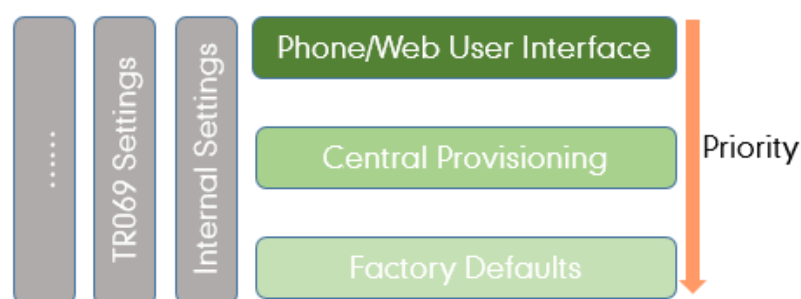 ......
TR069 Settings
Internal Settings
Phone/Web User Interface
Central Provisioning
Factory Defaults
Priority